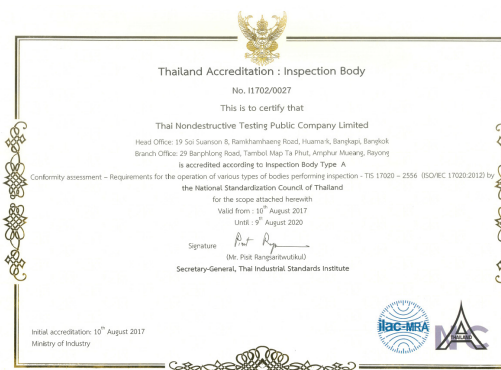 Thailand Accreditation : Inspection Body
No. I1702/0027
This is to certify that
Thai Nondestructive Testing Public Company Limited
Head Office: 19 Soi Suanson 8, Ramkhamhaeng Road, Huamark, Bangkapi, Bangkok
Branch Office: 29 Banphlong Road, Tambol Map Ta Phut, Amphur Mueang, Rayong
is accredited according to Inspection Body Type A
Conformity assessment – Requirements for the operation of various types of bodies performing inspection - TIS 17020 – 2556 (ISO/IEC 17020:2012) by
the National Standardization Council of Thailand
for the scope attached herewith
Valid from : 10th August 2017
Until : 9th August 2020
Signature
(Mr. Pisit Rangsaritwutikul)
Secretary-General, Thai Industrial Standards Institute
Initial accreditation: 10th August 2017
Ministry of Industry
ilac-MRA
THAILAND
NSC